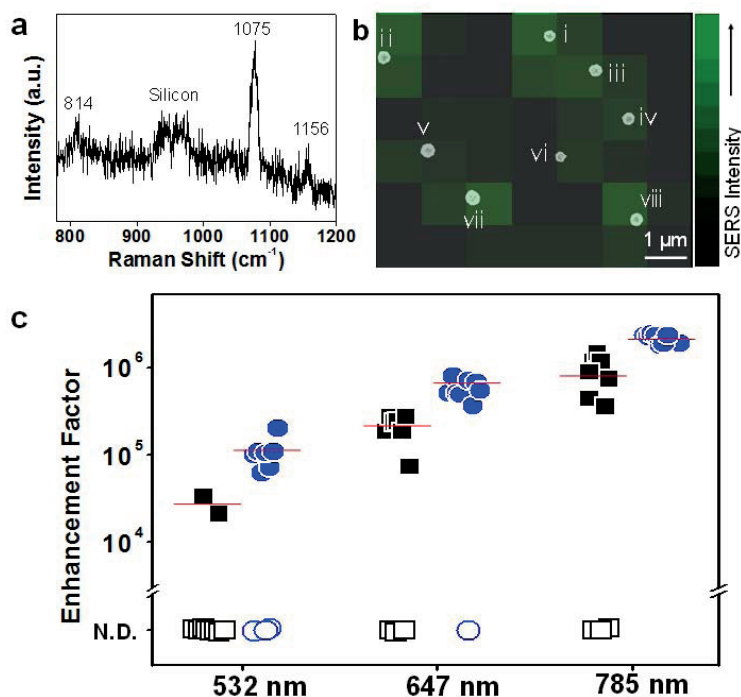 a
Intensity (a.u.)
814
Silicon
1075
1156
800 900 1000 1100 1200
Raman Shift (cm⁻¹)
b
i
ii
iii
iv
v
vi
vii
viii
1 µm
SERS Intensity
c
Enhancement Factor
10⁶
10⁵
10⁴
N.D.
532 nm 647 nm 785 nm